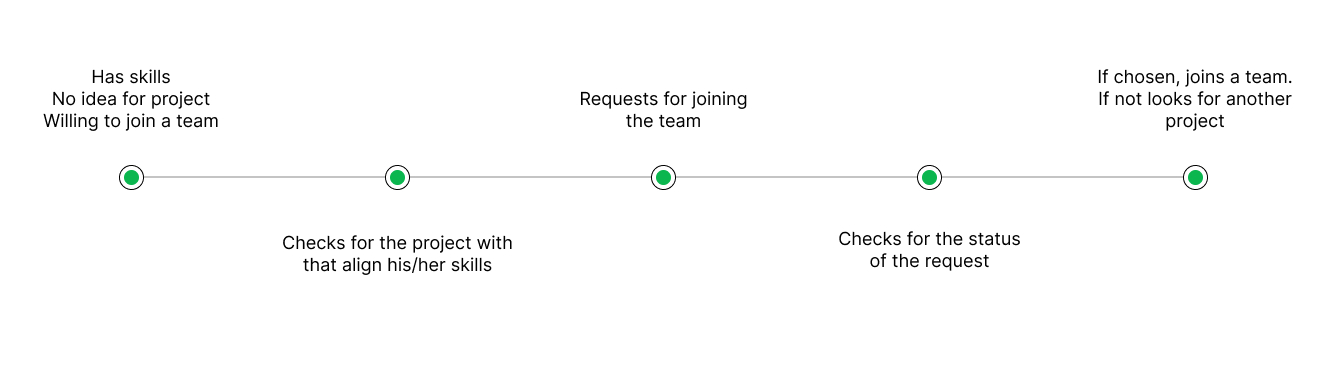 Has skills
No idea for project
Willing to join a team
Checks for the project with
that align his/her skills
Requests for joining
the team
Checks for the status
of the request
If chosen, joins a team.
If not looks for another
project